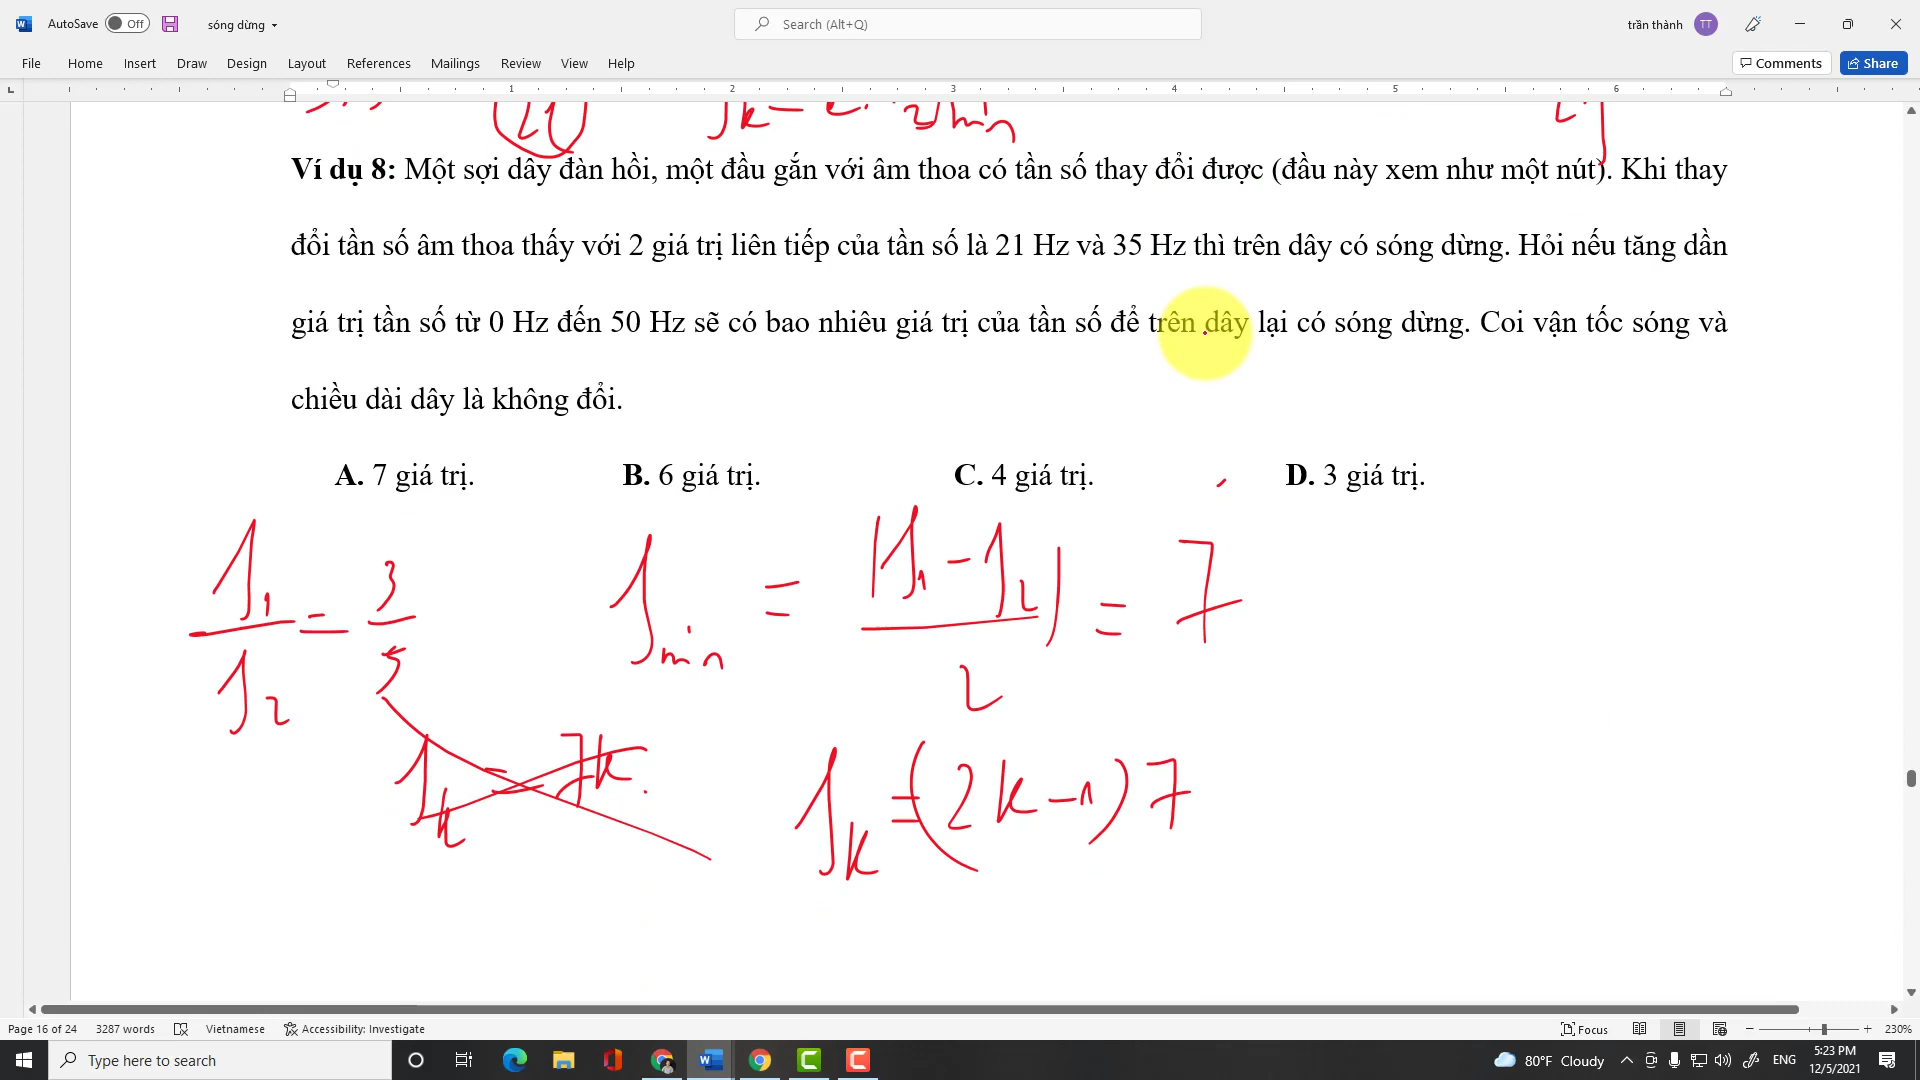 AutoSave Off sóng dừng Search (Alt+Q) trần thành TT
File Home Insert Draw Design Layout References Mailings Review View Help Comments Share
1 2 3 4 5 6
Ví dụ 8: Một sợi dây đàn hồi, một đầu gắn với âm thoa có tần số thay đổi được (đầu này xem như một nút). Khi thay
đổi tần số âm thoa thấy với 2 giá trị liên tiếp của tần số là 21 Hz và 35 Hz thì trên dây có sóng dừng. Hỏi nếu tăng dần
giá trị tần số từ 0 Hz đến 50 Hz sẽ có bao nhiêu giá trị của tần số để trên dây lại có sóng dừng. Coi vận tốc sóng và
chiều dài dây là không đổi.
A. 7 giá trị. B. 6 giá trị. C. 4 giá trị. D. 3 giá trị.
f1/f2 = 3/5 fmin = |f1 - f2|/2 = 7
fk = 7k. fk = (2k-1)7
Page 16 of 24 3287 words Vietnamese Accessibility: Investigate Focus 230%
Type here to search 80°F Cloudy ENG 5:23 PM
12/5/2021